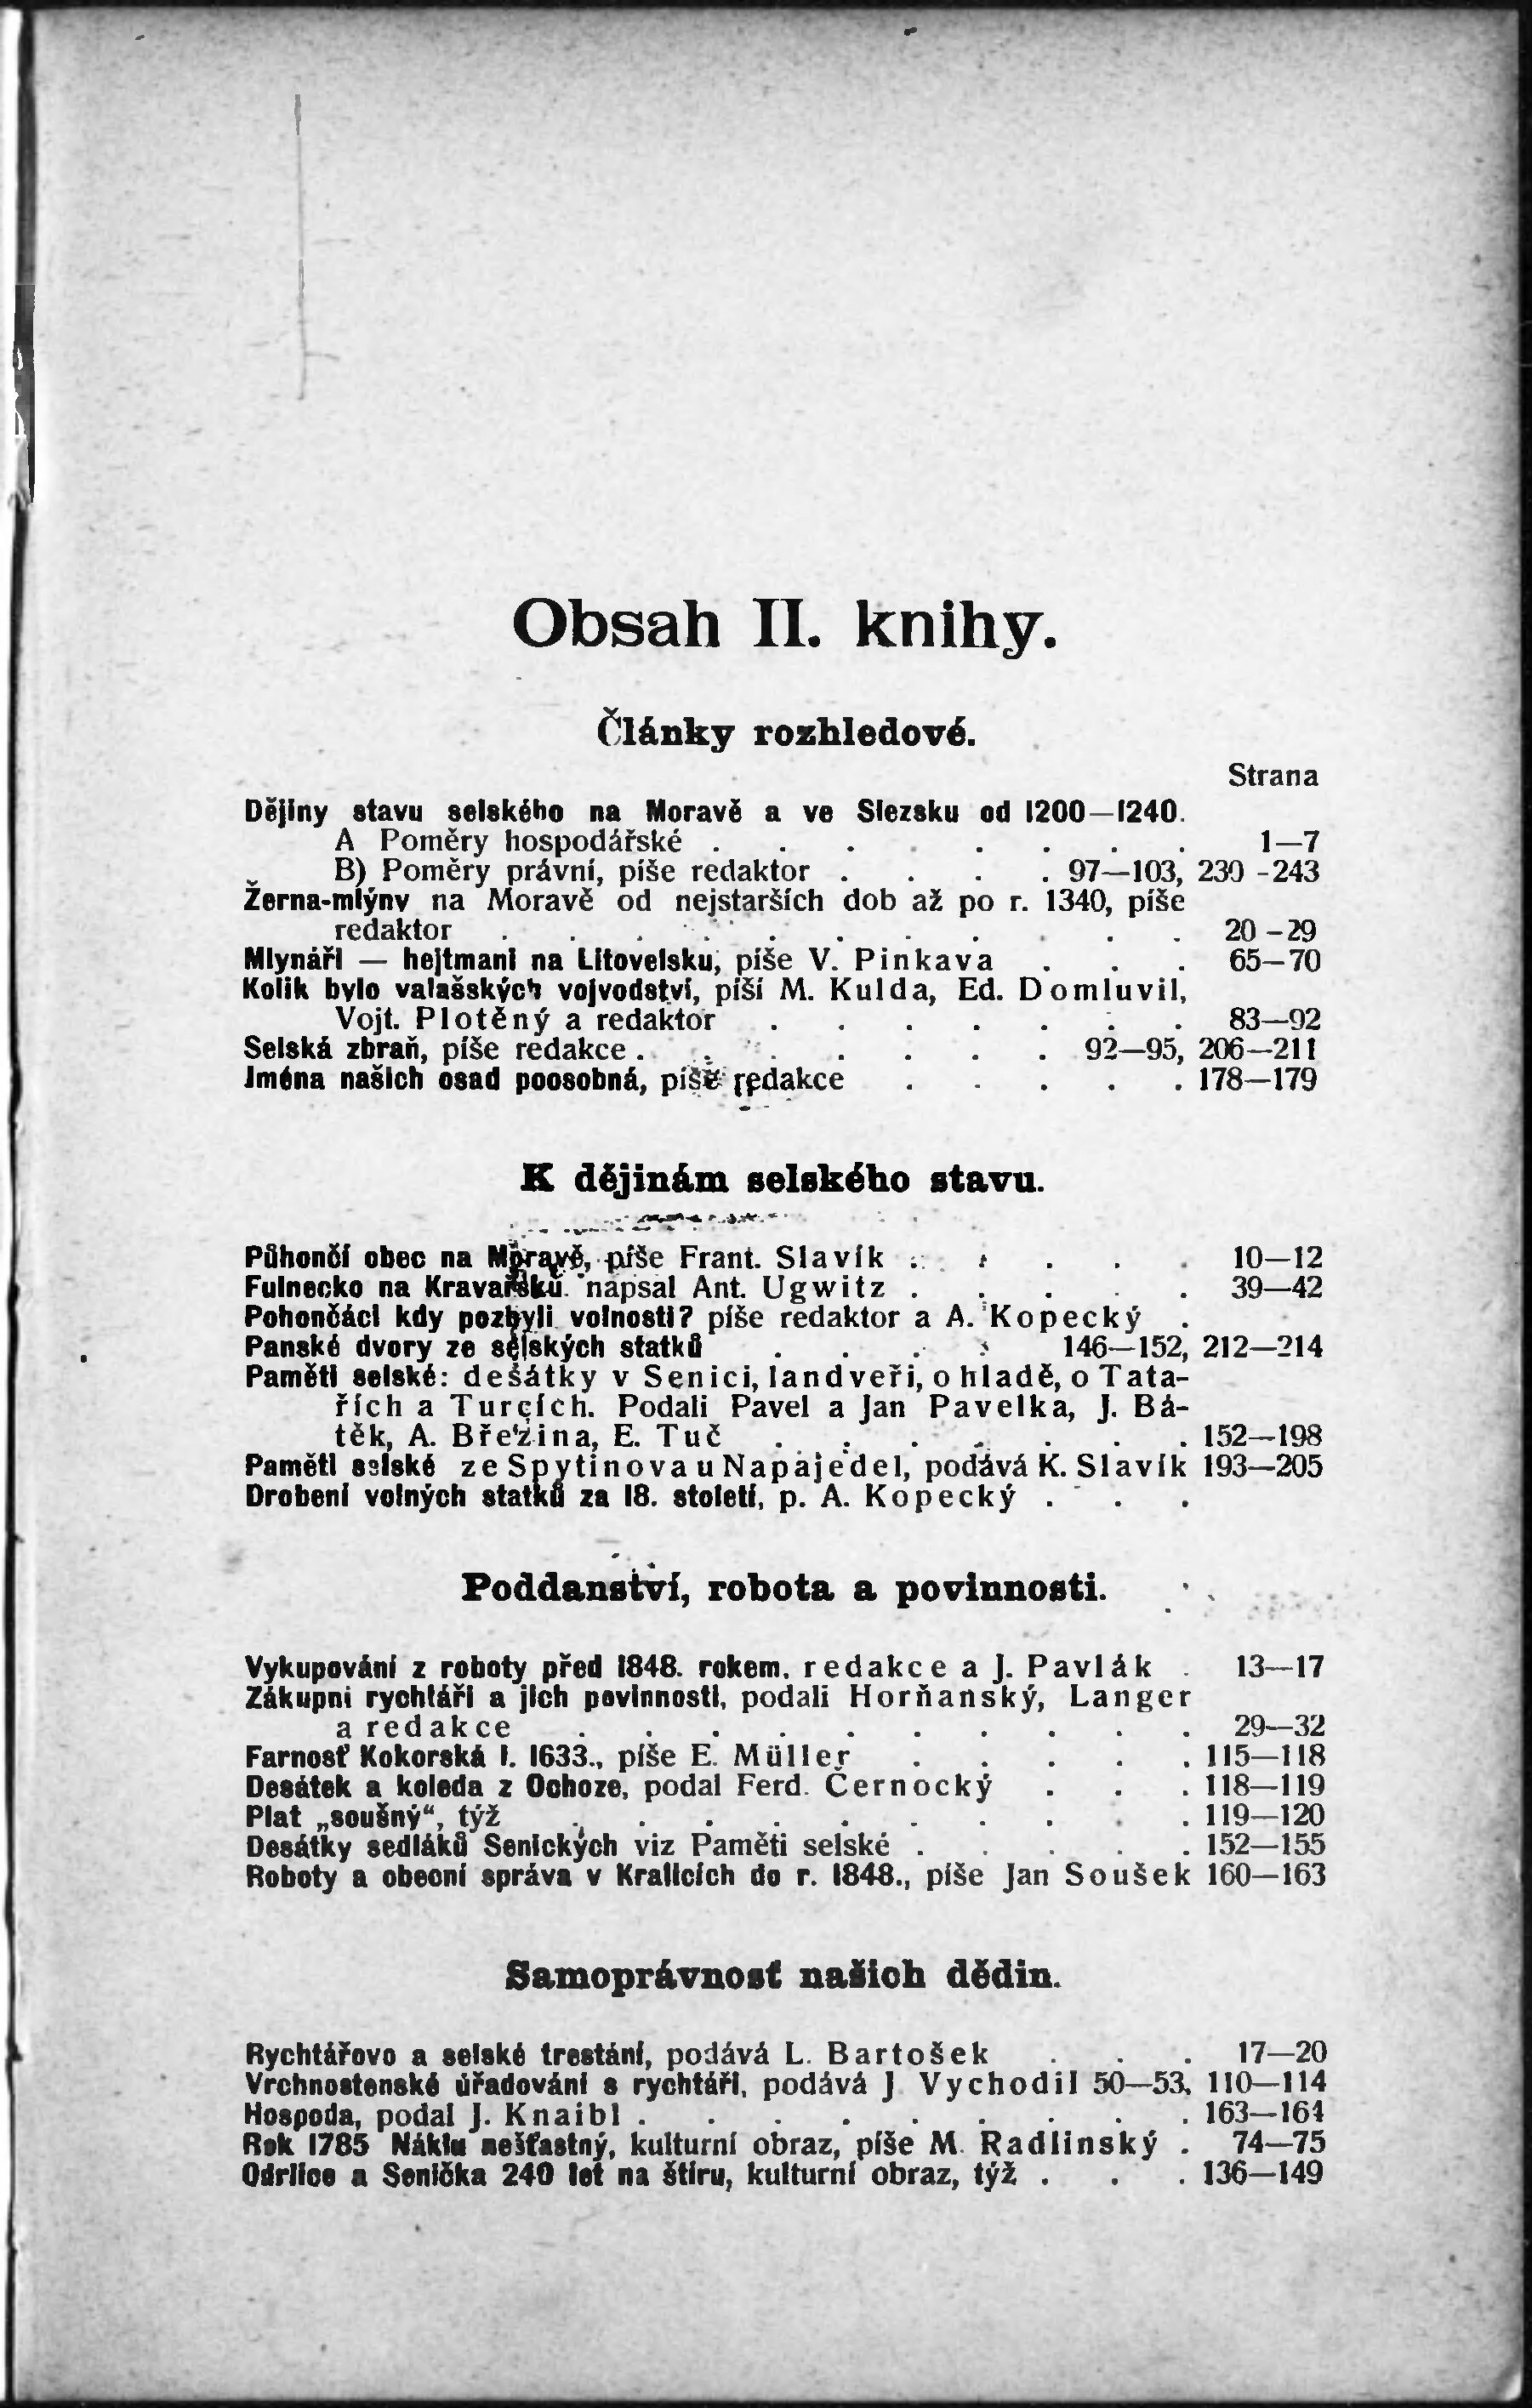 Obsah II. knihy.
Články rozhledové.
Strana
Dějiny stavu selského na Moravě a ve Slezsku od 1200—1240.
A Poměry hospodářské . . . . . . . . 1—7
B) Poměry právní, píše redaktor . . . . 97—103, 230-243
Žerna-mlýny na Moravě od nejstarších dob až po r. 1340, píše
redaktor . . . . . . . . . . . 20-29
Mlynáři — hejtmani na Litovelsku, píše V. Pinkava . . . 65—70
Kolik bylo valašských vojvodství, píší M. Kulda, Ed. Domluvil,
Vojt. Plotěný a redaktor . . . . . . . 83—92
Selská zbraň, píše redakce . . . . . . . 92—95, 206—211
Jména našich osad poosobná, píše redakce . . . . . 178—179
K dějinám selského stavu.
Půhončí obec na Moravě, píše Frant. Slavík . . . . . 10—12
Fulnecko na Kravařsku. napsal Ant. Ugwitz . . . . . 39—42
Pohončáci kdy pozbyli volnosti? píše redaktor a A. Kopecký .
Panské dvory ze selských statků . . . . 146—152, 212—214
Paměti selské: desátky v Senici, landveři, o hladě, o Tata-
řích a Turcích. Podali Pavel a Jan Pavelka, J. Bá-
těk, A. Březina, E. Tuč . . . . . . . 152—198
Paměti selské ze Spytinova u Napajedel, podává K. Slavík 193—205
Drobení volných statků za 18. století, p. A. Kopecký . . .
Poddanství, robota a povinnosti.
Vykupování z roboty před 1848. rokem. redakce a J. Pavlák . 13—17
Zákupní rychtáři a jich povinnosti, podali Horňanský, Langer
a redakce . . . . . . . . . . 29—32
Farnosť Kokorská l. 1633., píše E. Müller . . . . . 115—118
Desátek a koleda z Ochoze, podal Ferd. Černocký . . . 118—119
Plat „soušný“, týž . . . . . . . . . . 119—120
Desátky sedláků Senických viz Paměti selské . . . . . 152—155
Roboty a obecní správa v Kralicích do r. 1848., píše Jan Soušek 160—163
Samoprávnosť našich dědin.
Rychtářovo a selské trestání, podává L. Bartošek . . . 17—20
Vrchnostenské úřadování s rychtáři, podává J Vychodil 50—53, 110—114
Hospoda, podal J. Knaibl . . . . . . . . . 163—164
Rok 1785 Náklu nešťastný, kulturní obraz, píše M. Radlinský . 74—75
Odrlice a Senička 240 let na štíru, kulturní obraz, týž . . . 136—149